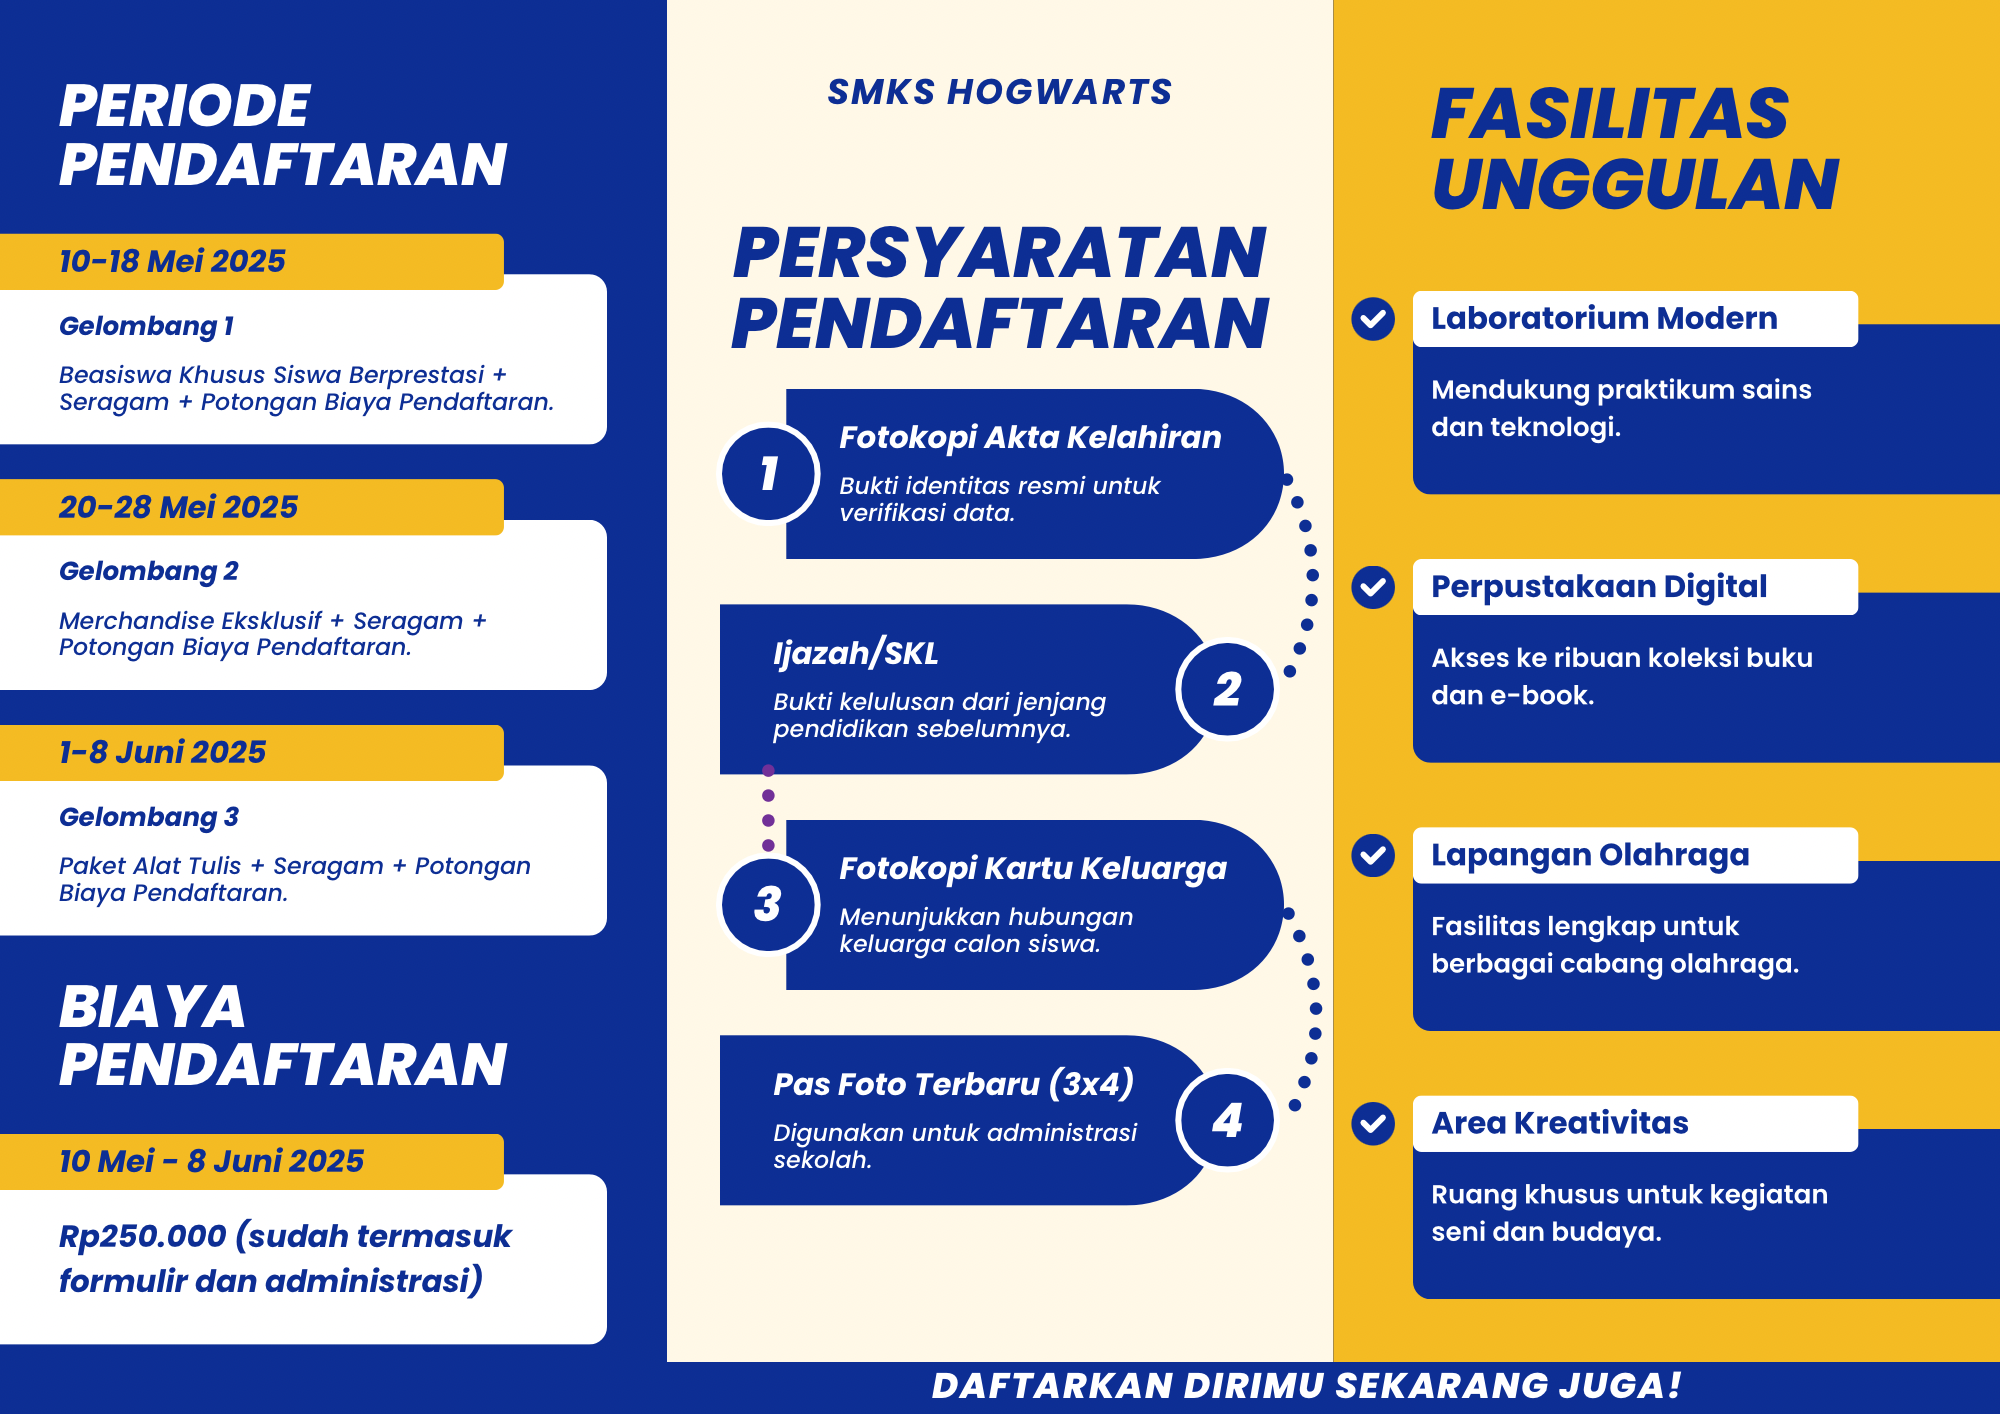 PERIODE
PENDAFTARAN
10-18 Mei 2025
Gelombang 1
Beasiswa Khusus Siswa Berprestasi +
Seragam + Potongan Biaya Pendaftaran.
20-28 Mei 2025
Gelombang 2
Merchandise Eksklusif + Seragam +
Potongan Biaya Pendaftaran.
1-8 Juni 2025
Gelombang 3
Paket Alat Tulis + Seragam + Potongan
Biaya Pendaftaran.
BIAYA
PENDAFTARAN
10 Mei - 8 Juni 2025
Rp250.000 (sudah termasuk
formulir dan administrasi)
SMKS HOGWARTS
PERSYARATAN
PENDAFTARAN
1
Fotokopi Akta Kelahiran
Bukti identitas resmi untuk
verifikasi data.
2
Ijazah/SKL
Bukti kelulusan dari jenjang
pendidikan sebelumnya.
3
Fotokopi Kartu Keluarga
Menunjukkan hubungan
keluarga calon siswa.
4
Pas Foto Terbaru (3x4)
Digunakan untuk administrasi
sekolah.
FASILITAS
UNGGULAN
Laboratorium Modern
Mendukung praktikum sains
dan teknologi.
Perpustakaan Digital
Akses ke ribuan koleksi buku
dan e-book.
Lapangan Olahraga
Fasilitas lengkap untuk
berbagai cabang olahraga.
Area Kreativitas
Ruang khusus untuk kegiatan
seni dan budaya.
DAFTARKAN DIRIMU SEKARANG JUGA!